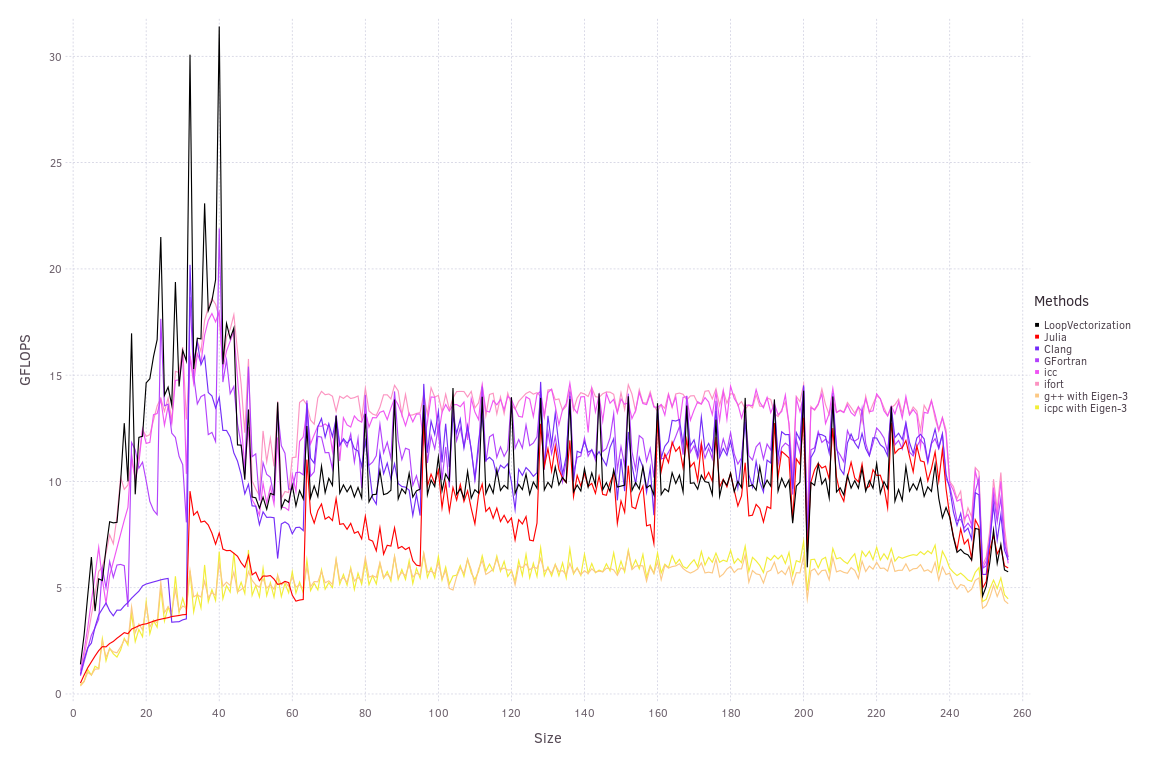 GFLOPS
30
25
20
15
10
5
0
0 20 40 60 80 100 120 140 160 180 200 220 240 260
Size
Methods
LoopVectorization
Julia
Clang
GFortran
icc
ifort
g++ with Eigen-3
icpc with Eigen-3